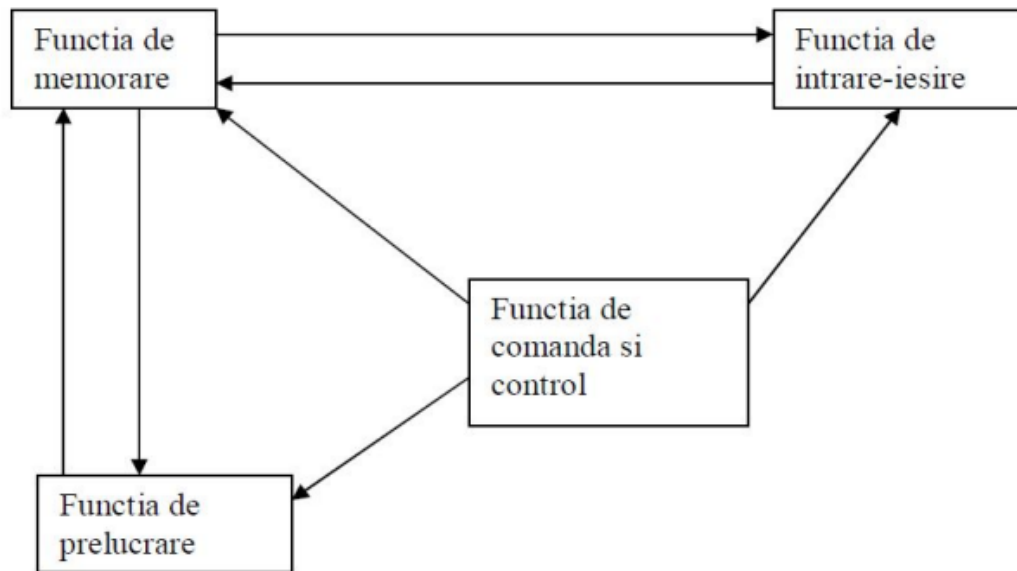 Functia de
memorare
Functia de
intrare-iesire
Functia de
comanda si
control
Functia de
prelucrare